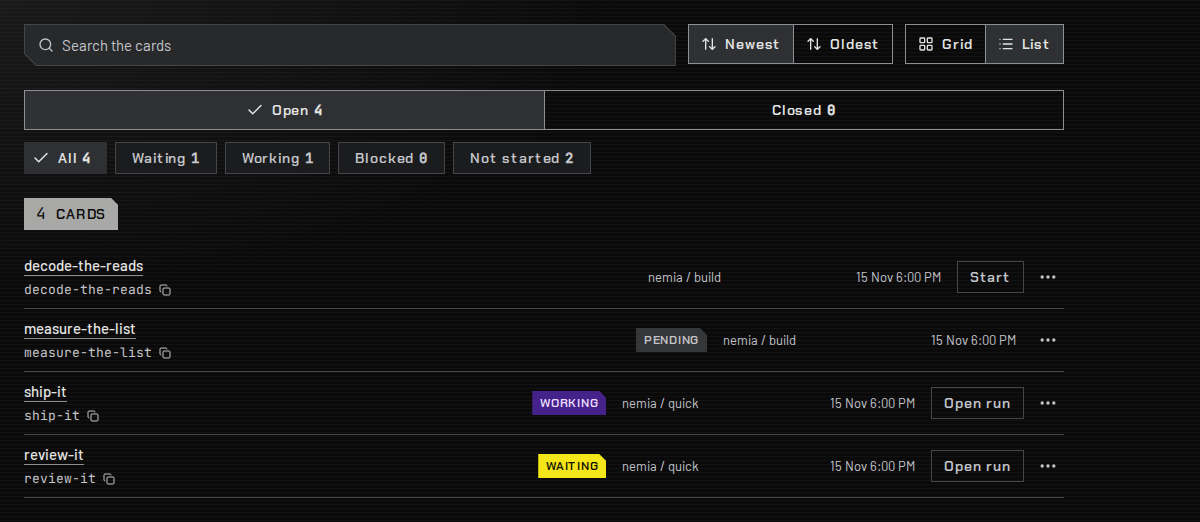 Search the cards
Newest
Oldest
Grid
List
Open 4
Closed 0
All 4
Waiting 1
Working 1
Blocked 0
Not started 2
4 CARDS
decode-the-reads
decode-the-reads
nemia / build
15 Nov 6:00 PM
Start
measure-the-list
measure-the-list
PENDING
nemia / build
15 Nov 6:00 PM
ship-it
ship-it
WORKING
nemia / quick
15 Nov 6:00 PM
Open run
review-it
review-it
WAITING
nemia / quick
15 Nov 6:00 PM
Open run